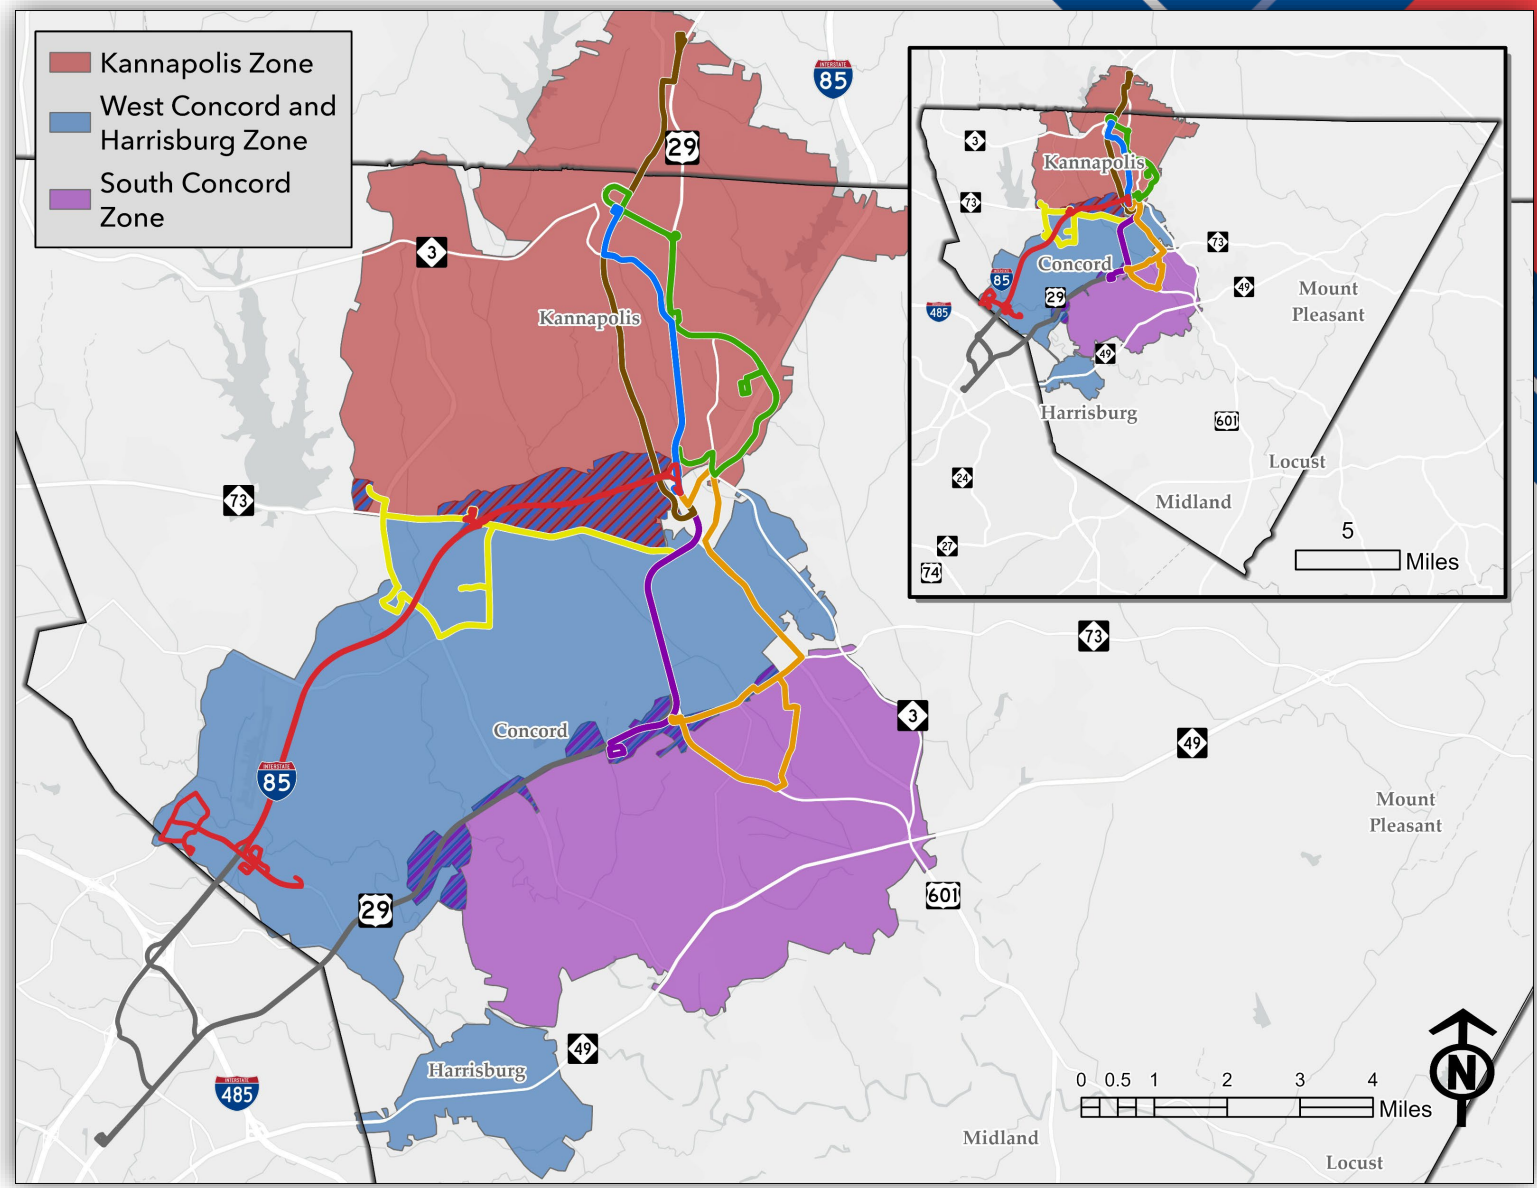 Kannapolis Zone
West Concord and
Harrisburg Zone
South Concord
Zone
INTERSTATE
85
29
3
Kannapolis
73
Concord
INTERSTATE
85
29
Harrisburg
49
INTERSTATE
485
3
601
73
49
Mount
Pleasant
Midland
Locust
0 0.5 1 2 3 4
Miles
N
3
Kannapolis
73
73
Concord
85
29
49
485
Mount
Pleasant
49
Harrisburg
601
24
Locust
Midland
27
74
5
Miles